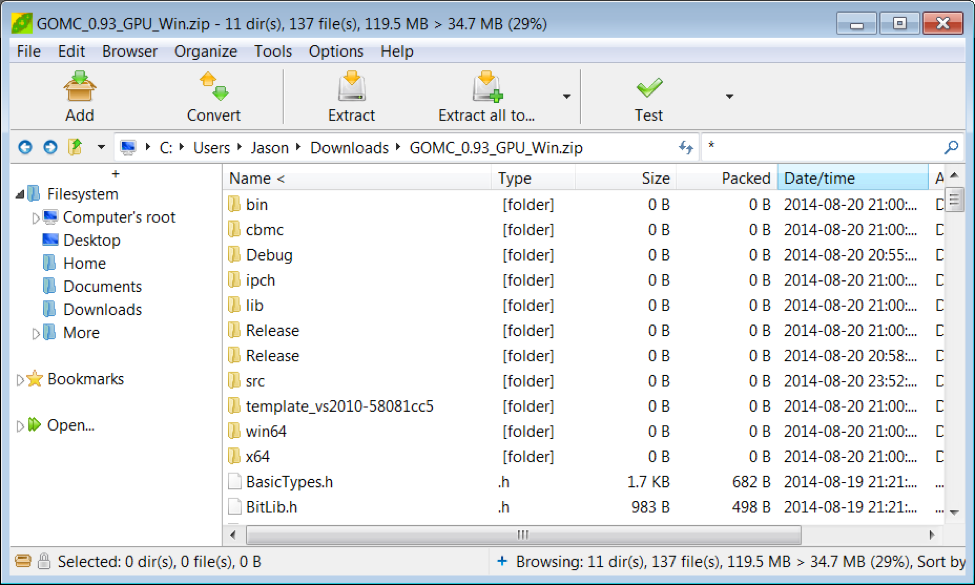 GOMC_0.93_GPU_Win.zip - 11 dir(s), 137 file(s), 119.5 MB > 34.7 MB (29%)
File Edit Browser Organize Tools Options Help
Add Convert Extract Extract all to... Test
C: Users Jason Downloads GOMC_0.93_GPU_Win.zip *
+
Filesystem
Computer's root
Desktop
Home
Documents
Downloads
More
Bookmarks
Open...
Name < Type Size Packed Date/time A
bin [folder] 0 B 0 B 2014-08-20 21:00:... D
cbmc [folder] 0 B 0 B 2014-08-20 21:00:... D
Debug [folder] 0 B 0 B 2014-08-20 20:55:... D
ipch [folder] 0 B 0 B 2014-08-20 21:00:... D
lib [folder] 0 B 0 B 2014-08-20 21:00:... D
Release [folder] 0 B 0 B 2014-08-20 21:00:... D
Release [folder] 0 B 0 B 2014-08-20 20:58:... D
src [folder] 0 B 0 B 2014-08-20 23:52:... D
template_vs2010-58081cc5 [folder] 0 B 0 B 2014-08-20 21:00:... D
win64 [folder] 0 B 0 B 2014-08-20 21:00:... D
x64 [folder] 0 B 0 B 2014-08-20 21:00:... D
BasicTypes.h .h 1.7 KB 682 B 2014-08-19 21:21:... ...
BitLib.h .h 983 B 498 B 2014-08-19 21:21:... ...
Selected: 0 dir(s), 0 file(s), 0 B + Browsing: 11 dir(s), 137 file(s), 119.5 MB > 34.7 MB (29%), Sort by